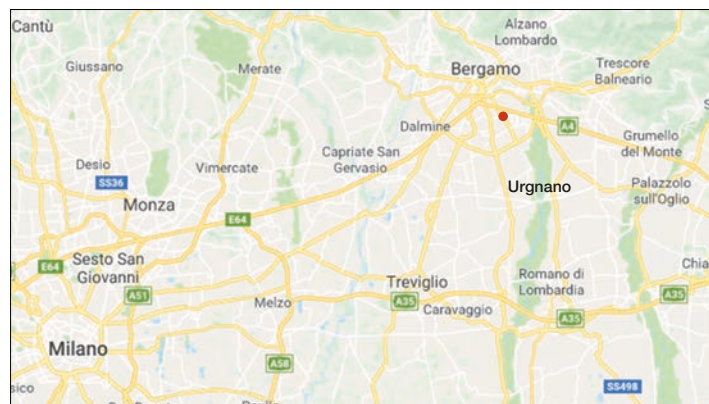 Cantù
Alzano
Lombardo
Giussano
Merate
Bergamo
Trescore
Balneario
Dalmine
A4
Grumello
del Monte
Capriate San
Gervasio
Desio
SS36
Vimercate
Urgnano
Palazzolo
sull'Oglio
Monza
E64
E64
Sesto San
Giovanni
A51
Treviglio
Romano di
Lombardia
Chia
Melzo
A35
Caravaggio
A35
A35
Milano
A58
SS498